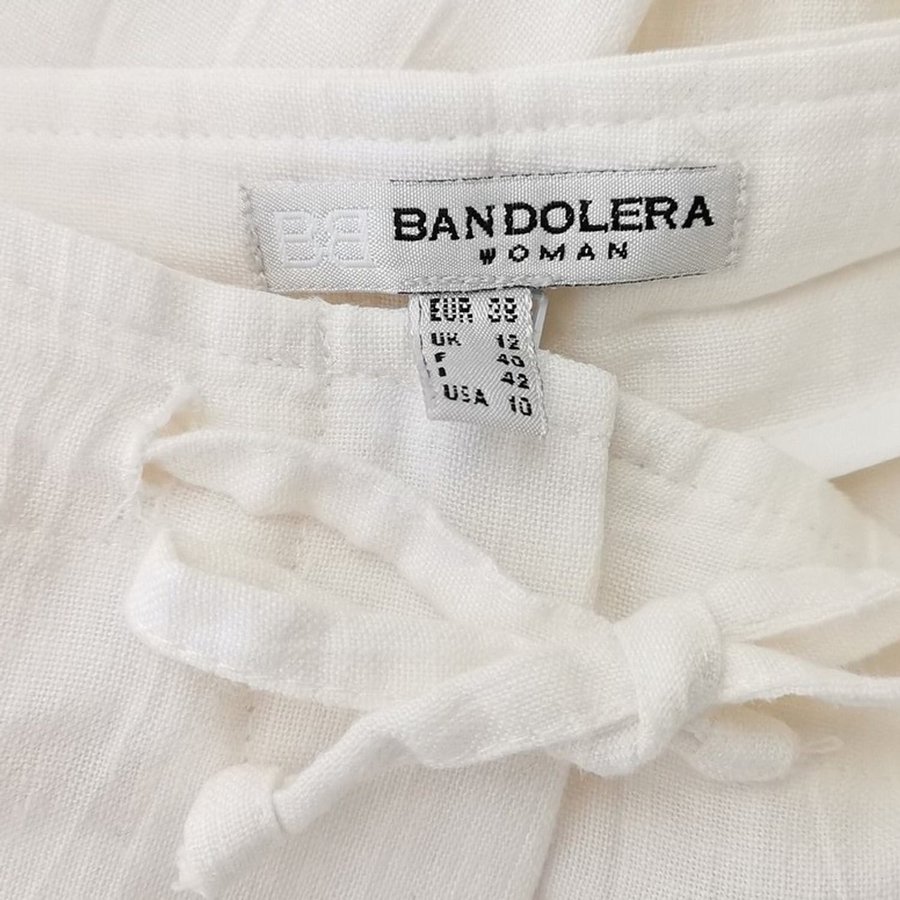 BB BANDOLERA
WOMAN
EUR 38
UK 12
F 40
I 42
USA 10